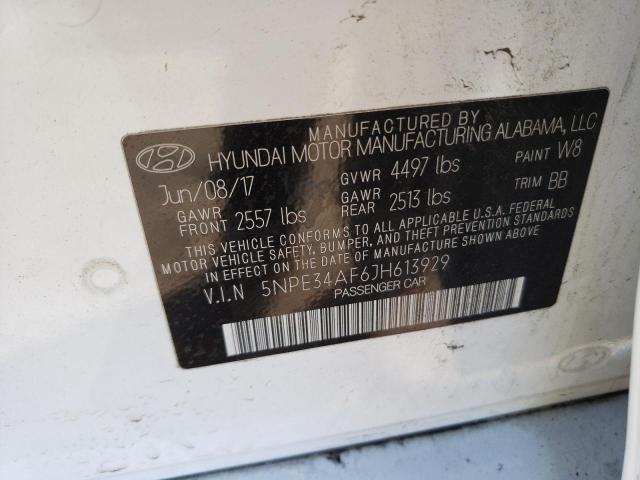 MANUFACTURED BY
HYUNDAI MOTOR MANUFACTURING ALABAMA, LLC
Jun/08/17 GVWR 4497 lbs PAINT W8
GAWR FRONT 2557 lbs GAWR REAR 2513 lbs TRIM BB
THIS VEHICLE CONFORMS TO ALL APPLICABLE U.S.A. FEDERAL
MOTOR VEHICLE SAFETY, BUMPER, AND THEFT PREVENTION STANDARDS
IN EFFECT ON THE DATE OF MANUFACTURE SHOWN ABOVE.
V.I.N 5NPE34AF6JH613929
PASSENGER CAR